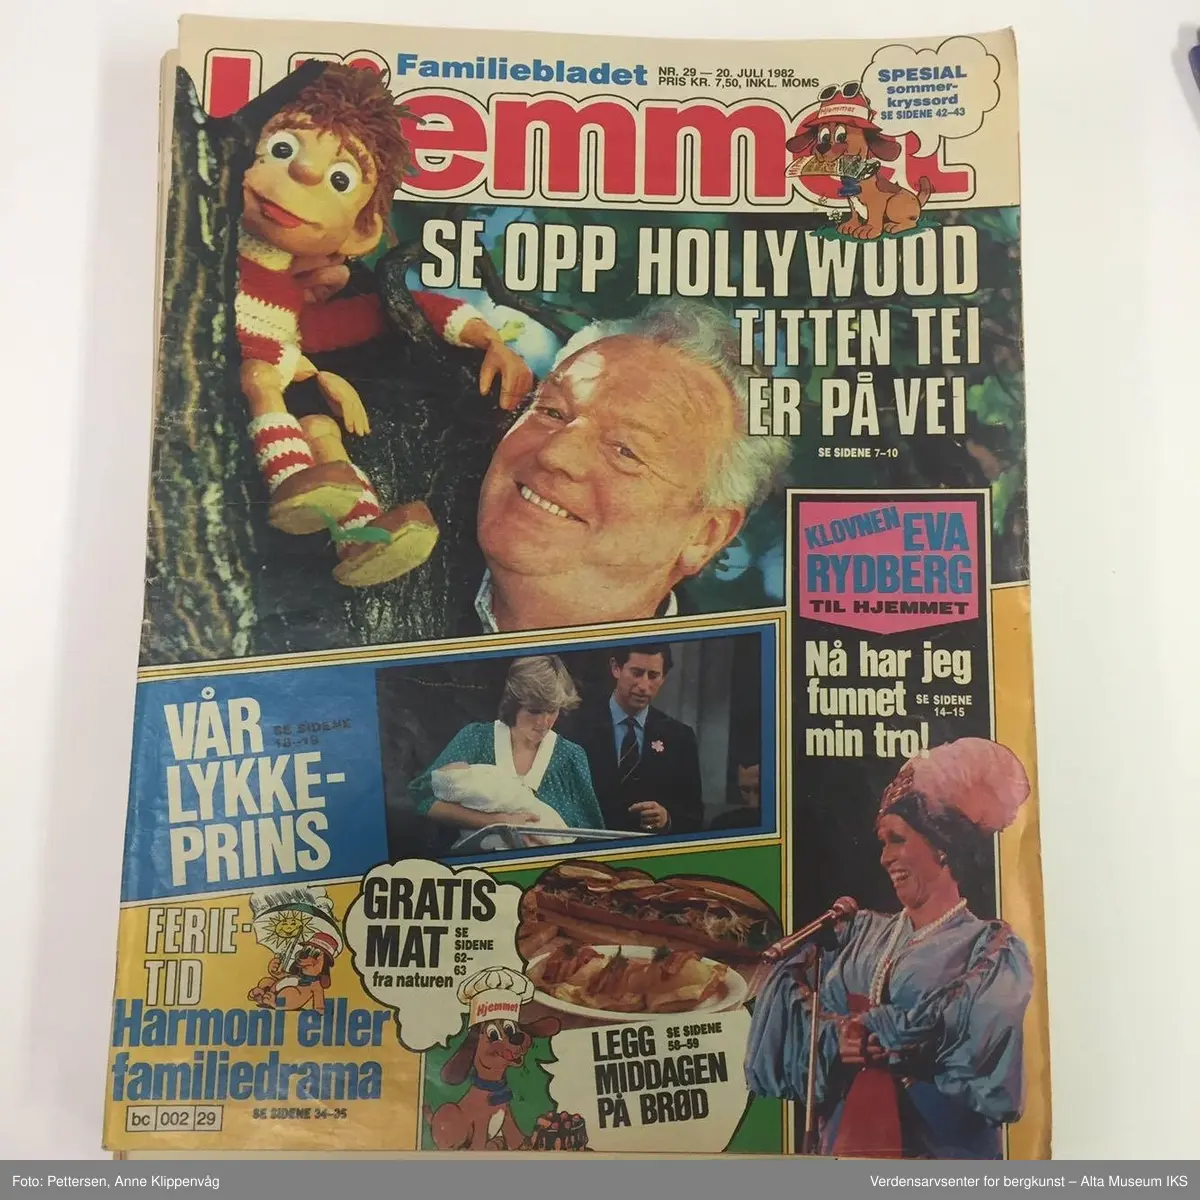 Familiebladet
NR. 29 — 20. JULI 1982
PRIS KR. 7,50, INKL. MOMS
Hjemmet
SPESIAL
sommer-
kryssord
SE SIDENE 42–43
Hjemmet
SE OPP HOLLYWOOD
TITTEN TEI
ER PÅ VEI
SE SIDENE 7–10
KLOVNEN EVA
RYDBERG
TIL HJEMMET
Nå har jeg
funnet SE SIDENE
14–15
min tro!
VÅR
SE SIDENE
18–19
LYKKE-
PRINS
FERIE-
TID
Harmoni eller
familiedrama
SE SIDENE 34–35
bc 002 29
GRATIS
MAT
SE
SIDENE
62–
63
fra naturen
Hjemmet
LEGG SE SIDENE
58–59
MIDDAGEN
PÅ BRØD
Foto: Pettersen, Anne Klippenvåg
Verdensarvsenter for bergkunst – Alta Museum IKS